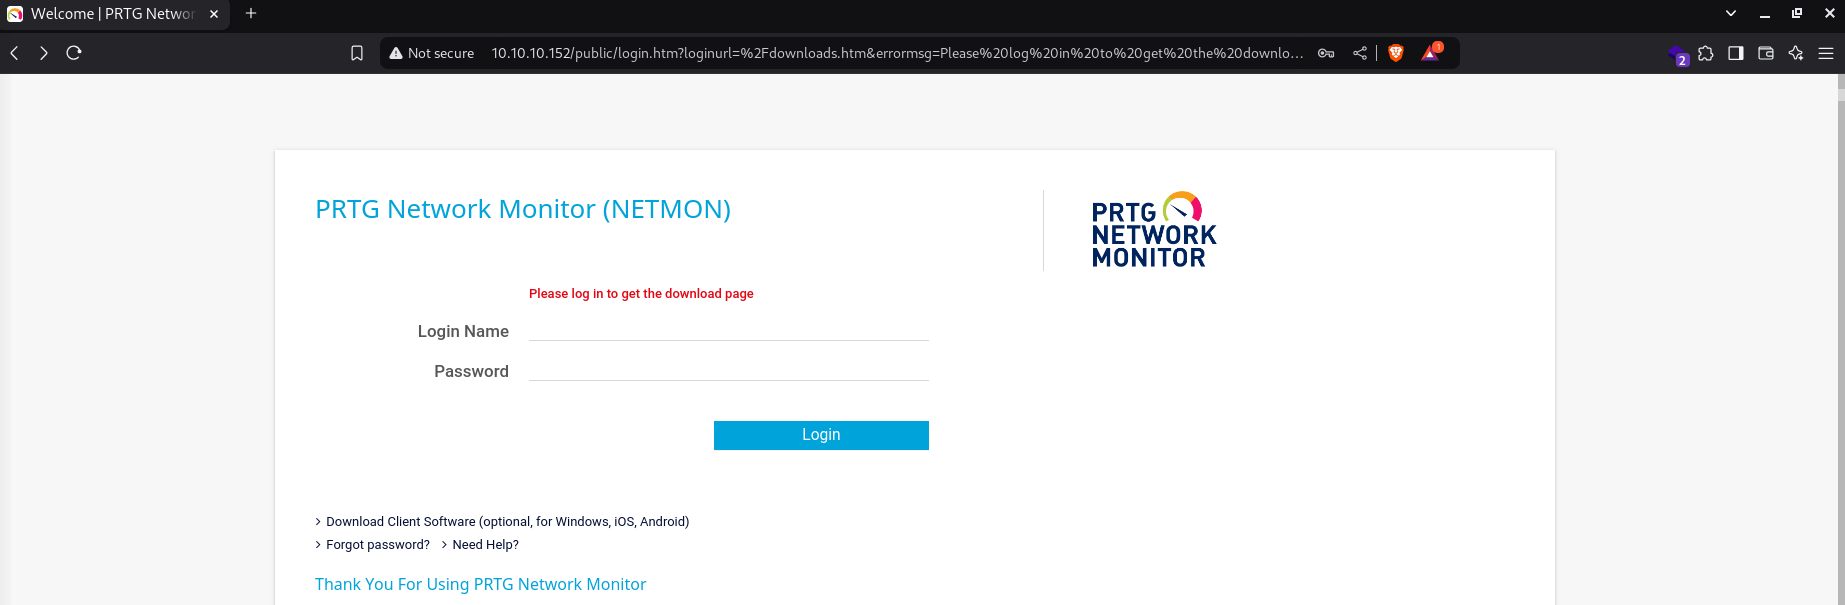 Welcome | PRTG Networ
Not secure 10.10.10.152/public/login.htm?loginurl=%2Fdownloads.htm&errormsg=Please%20log%20in%20to%20get%20the%20downlo...
1
2
PRTG Network Monitor (NETMON)
PRTG
NETWORK
MONITOR
Please log in to get the download page
Login Name
Password
Login
Download Client Software (optional, for Windows, iOS, Android)
Forgot password? Need Help?
Thank You For Using PRTG Network Monitor